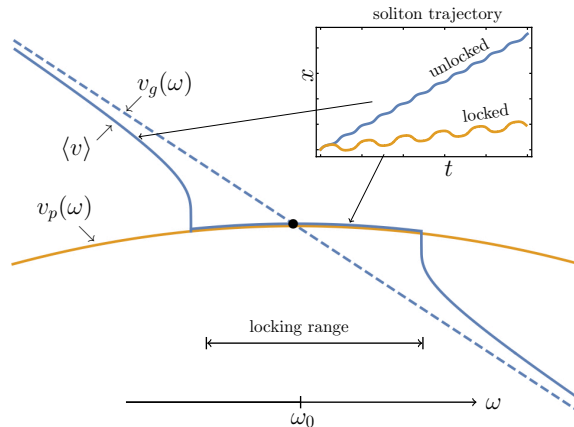 soliton trajectory
x
unlocked
locked
t
v_g(ω)
⟨v⟩
v_p(ω)
locking range
ω
ω_0